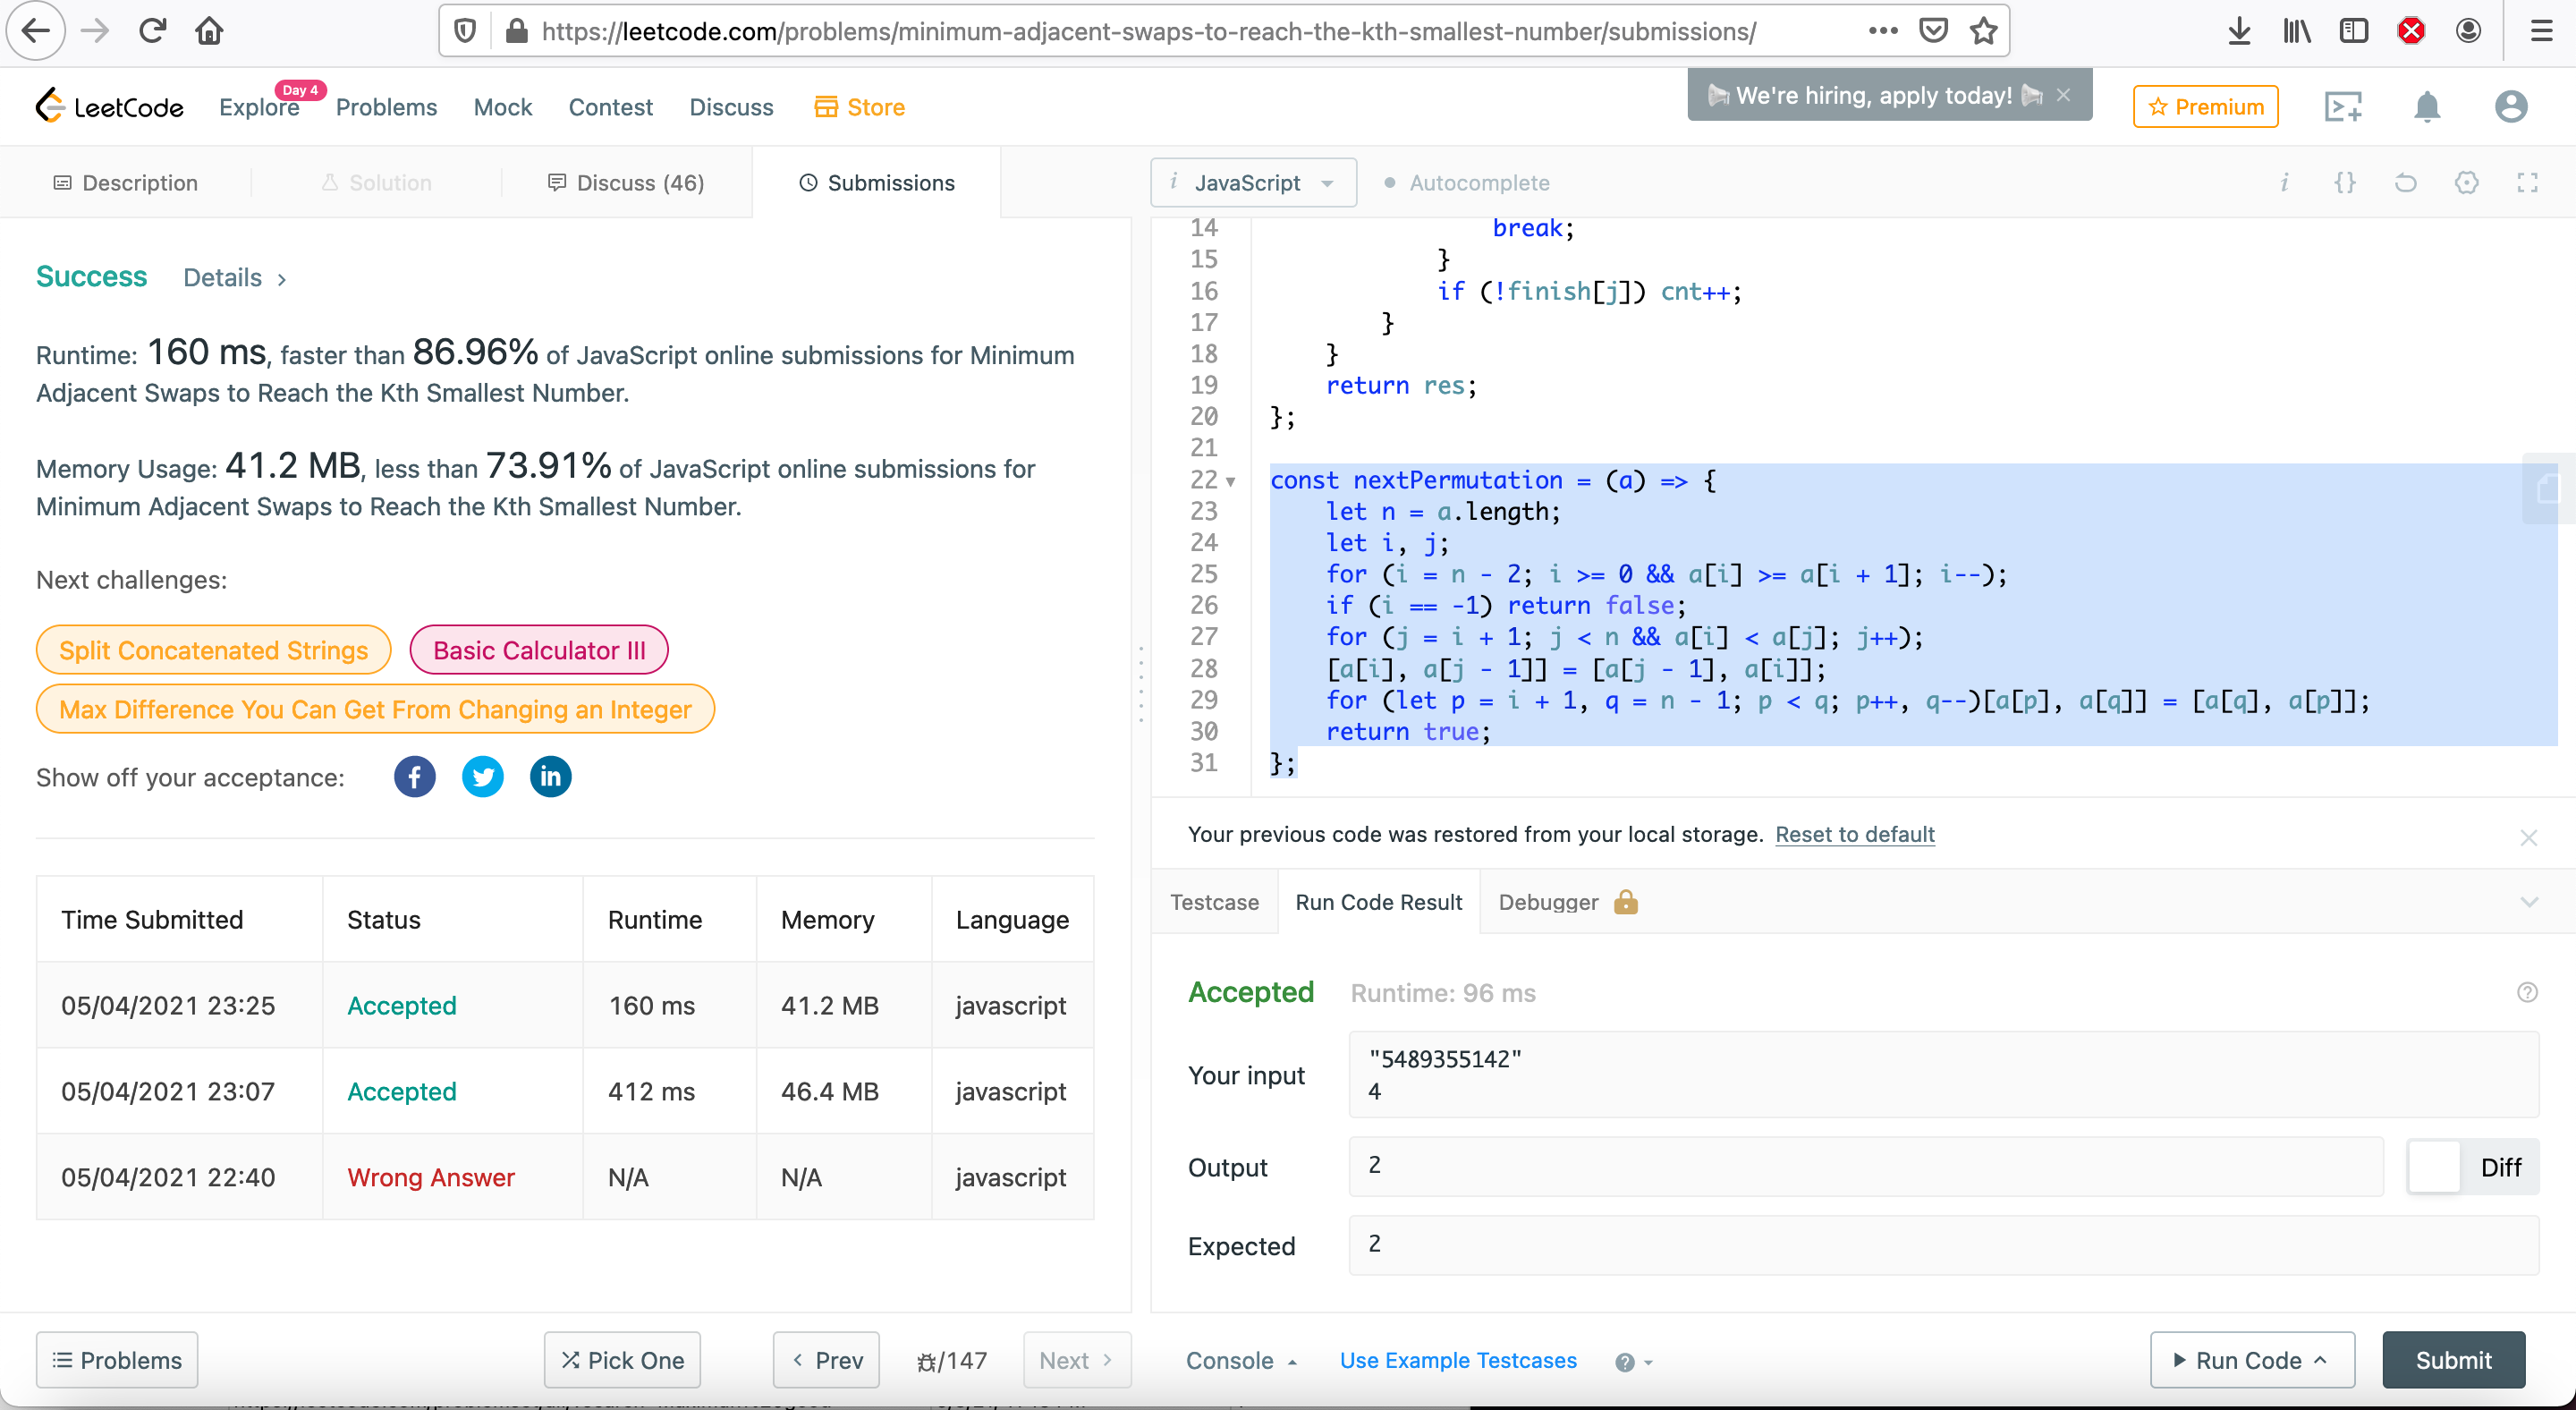 https://leetcode.com/problems/minimum-adjacent-swaps-to-reach-the-kth-smallest-number/submissions/
LeetCode
Explore
Day 4
Problems
Mock
Contest
Discuss
Store
We're hiring, apply today!
Premium
Description
Solution
Discuss (46)
Submissions
i JavaScript
Autocomplete
Success Details >
Runtime: 160 ms, faster than 86.96% of JavaScript online submissions for Minimum
Adjacent Swaps to Reach the Kth Smallest Number.
Memory Usage: 41.2 MB, less than 73.91% of JavaScript online submissions for
Minimum Adjacent Swaps to Reach the Kth Smallest Number.
Next challenges:
Split Concatenated Strings
Basic Calculator III
Max Difference You Can Get From Changing an Integer
Show off your acceptance:
Time Submitted Status Runtime Memory Language
05/04/2021 23:25 Accepted 160 ms 41.2 MB javascript
05/04/2021 23:07 Accepted 412 ms 46.4 MB javascript
05/04/2021 22:40 Wrong Answer N/A N/A javascript
14 break;
15 }
16 if (!finish[j]) cnt++;
17 }
18 }
19 return res;
20 };
21
22 const nextPermutation = (a) => {
23 let n = a.length;
24 let i, j;
25 for (i = n - 2; i >= 0 && a[i] >= a[i + 1]; i--);
26 if (i == -1) return false;
27 for (j = i + 1; j < n && a[i] < a[j]; j++);
28 [a[i], a[j - 1]] = [a[j - 1], a[i]];
29 for (let p = i + 1, q = n - 1; p < q; p++, q--)[a[p], a[q]] = [a[q], a[p]];
30 return true;
31 };
Your previous code was restored from your local storage. Reset to default
Testcase
Run Code Result
Debugger
Accepted Runtime: 96 ms
Your input
"5489355142"
4
Output
2
Diff
Expected
2
Problems
Pick One
< Prev
/147
Next >
Console
Use Example Testcases
Run Code
Submit